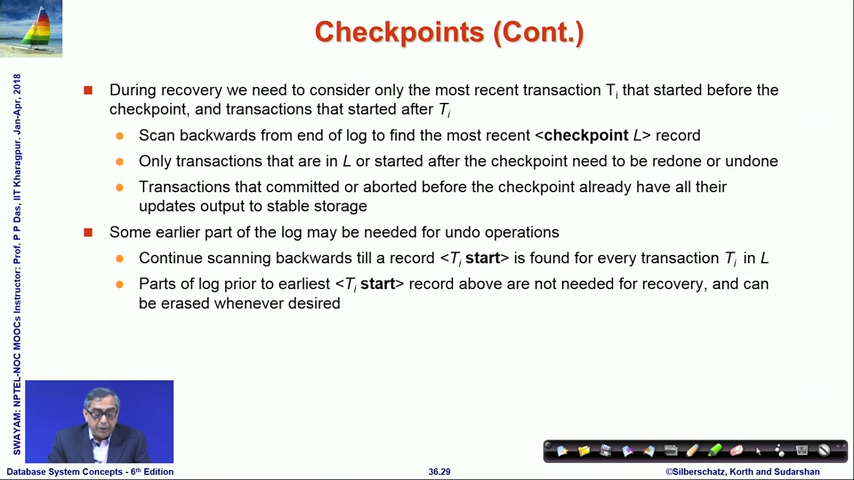 Checkpoints (Cont.)
During recovery we need to consider only the most recent transaction Ti that started before the
checkpoint, and transactions that started after Ti
Scan backwards from end of log to find the most recent <checkpoint L> record
Only transactions that are in L or started after the checkpoint need to be redone or undone
Transactions that committed or aborted before the checkpoint already have all their
updates output to stable storage
Some earlier part of the log may be needed for undo operations
Continue scanning backwards till a record <Ti start> is found for every transaction Ti in L
Parts of log prior to earliest <Ti start> record above are not needed for recovery, and can
be erased whenever desired
SWAYAM: NPTEL-NOC MOOCs Instructor: Prof. P P Das, IIT Kharagpur. Jan-Apr, 2018
Database System Concepts - 6th Edition
36.29
©Silberschatz, Korth and Sudarshan